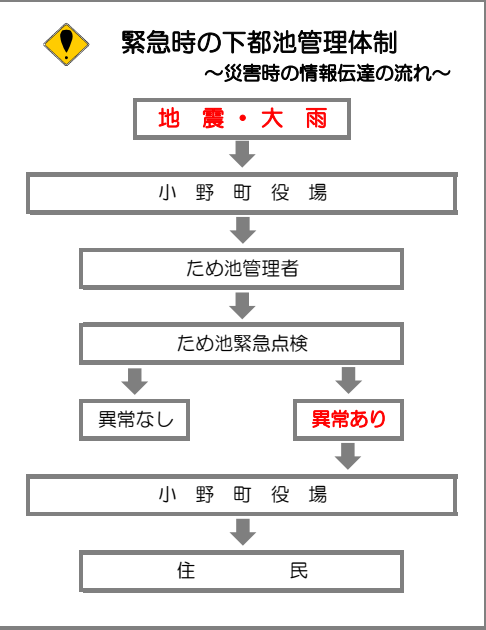 緊急時の下都池管理体制
～災害時の情報伝達の流れ～
地　震・大　雨
小　野　町　役　場
ため池管理者
ため池緊急点検
異常なし　異常あり
小　野　町　役　場
住　　　　　民